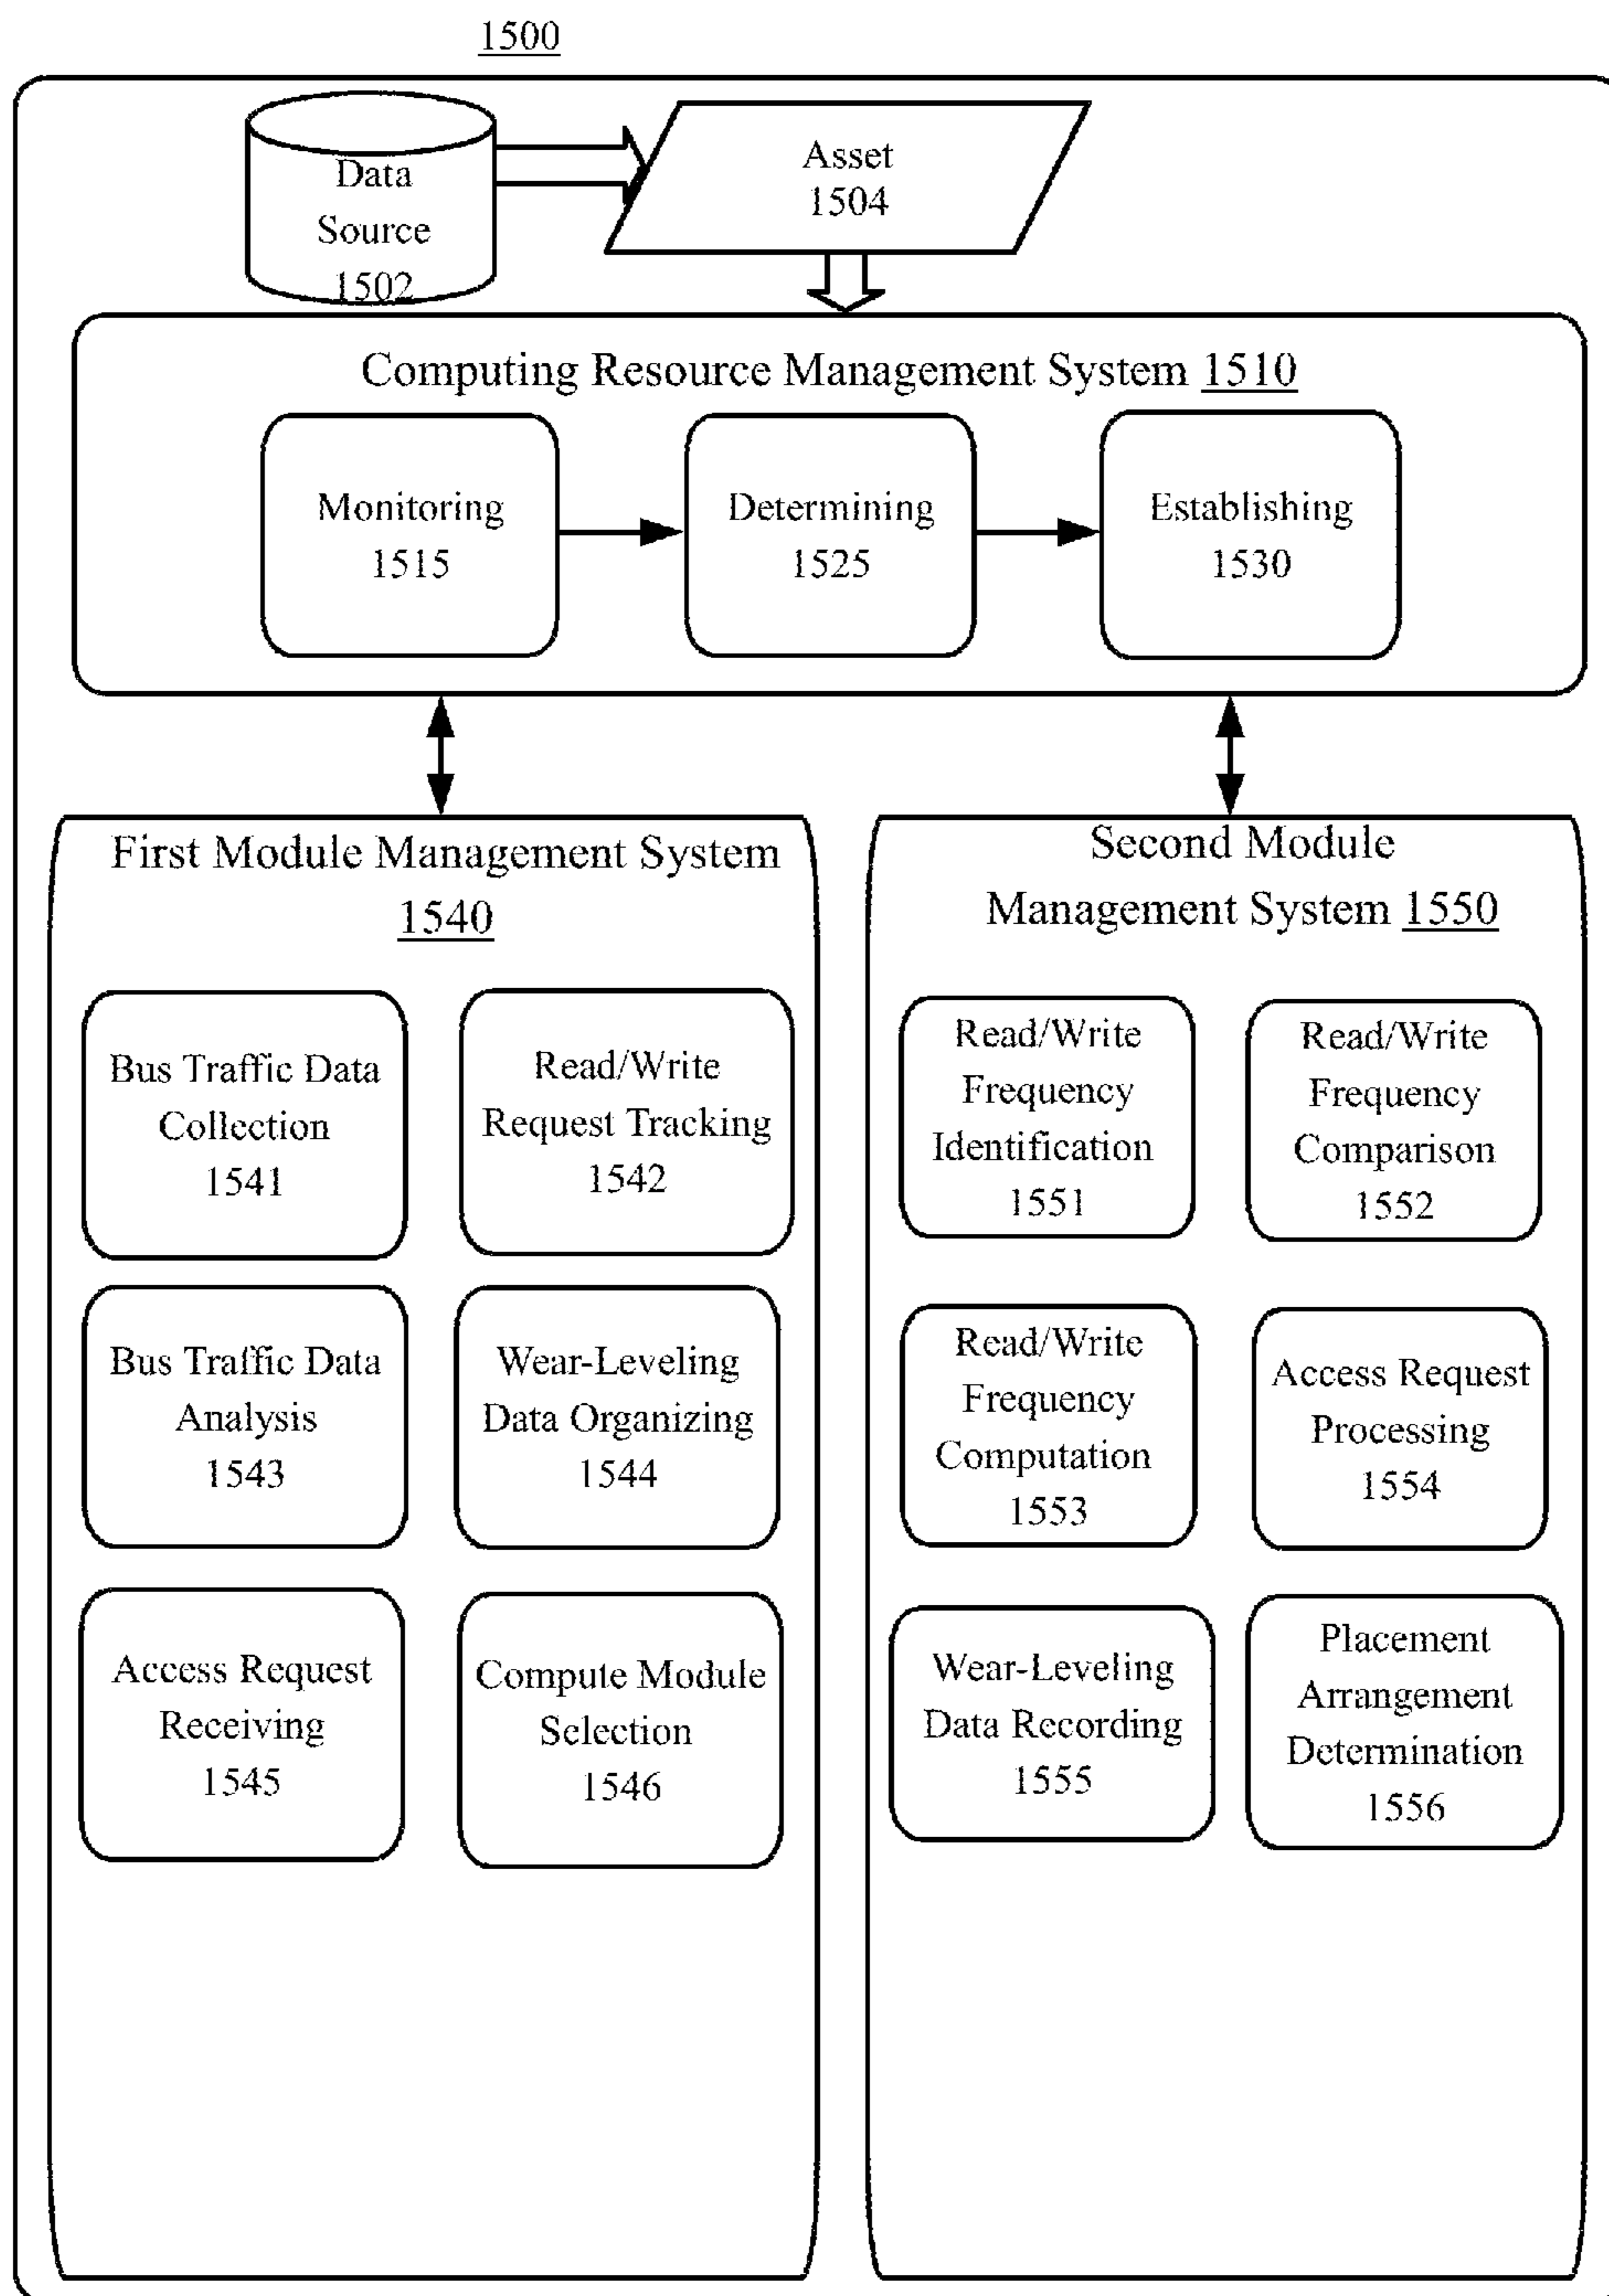 1500
Data
Source
1502
Asset
1504
Computing Resource Management System 1510
Monitoring
1515
Determining
1525
Establishing
1530
First Module Management System
1540
Bus Traffic Data
Collection
1541
Read/Write
Request Tracking
1542
Bus Traffic Data
Analysis
1543
Wear-Leveling
Data Organizing
1544
Access Request
Receiving
1545
Compute Module
Selection
1546
Second Module
Management System 1550
Read/Write
Frequency
Identification
1551
Read/Write
Frequency
Comparison
1552
Read/Write
Frequency
Computation
1553
Access Request
Processing
1554
Wear-Leveling
Data Recording
1555
Placement
Arrangement
Determination
1556